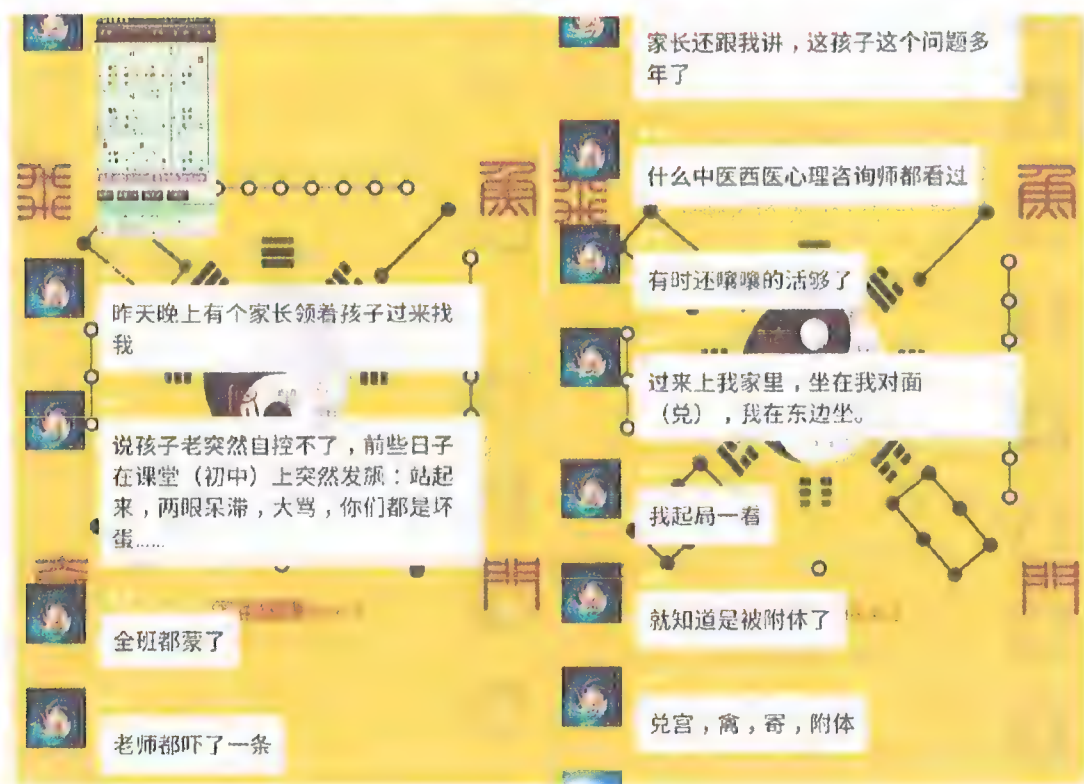 昨天晚上有个家长领着孩子过来找
我
说孩子老突然自控不了，前些日子
在课堂（初中）上突然发飙：站起
来，两眼呆滞，大骂，你们都是坏
蛋……
全班都蒙了
老师都吓了一条
家长还跟我讲，这孩子这个问题多
年了
什么中医西医心理咨询师都看过
有时还嚷嚷的活够了
过来上我家里，坐在我对面
（兑），我在东边坐。
我起局一看
就知道是被附体了
兑宫，禽，寄，附体
門
門